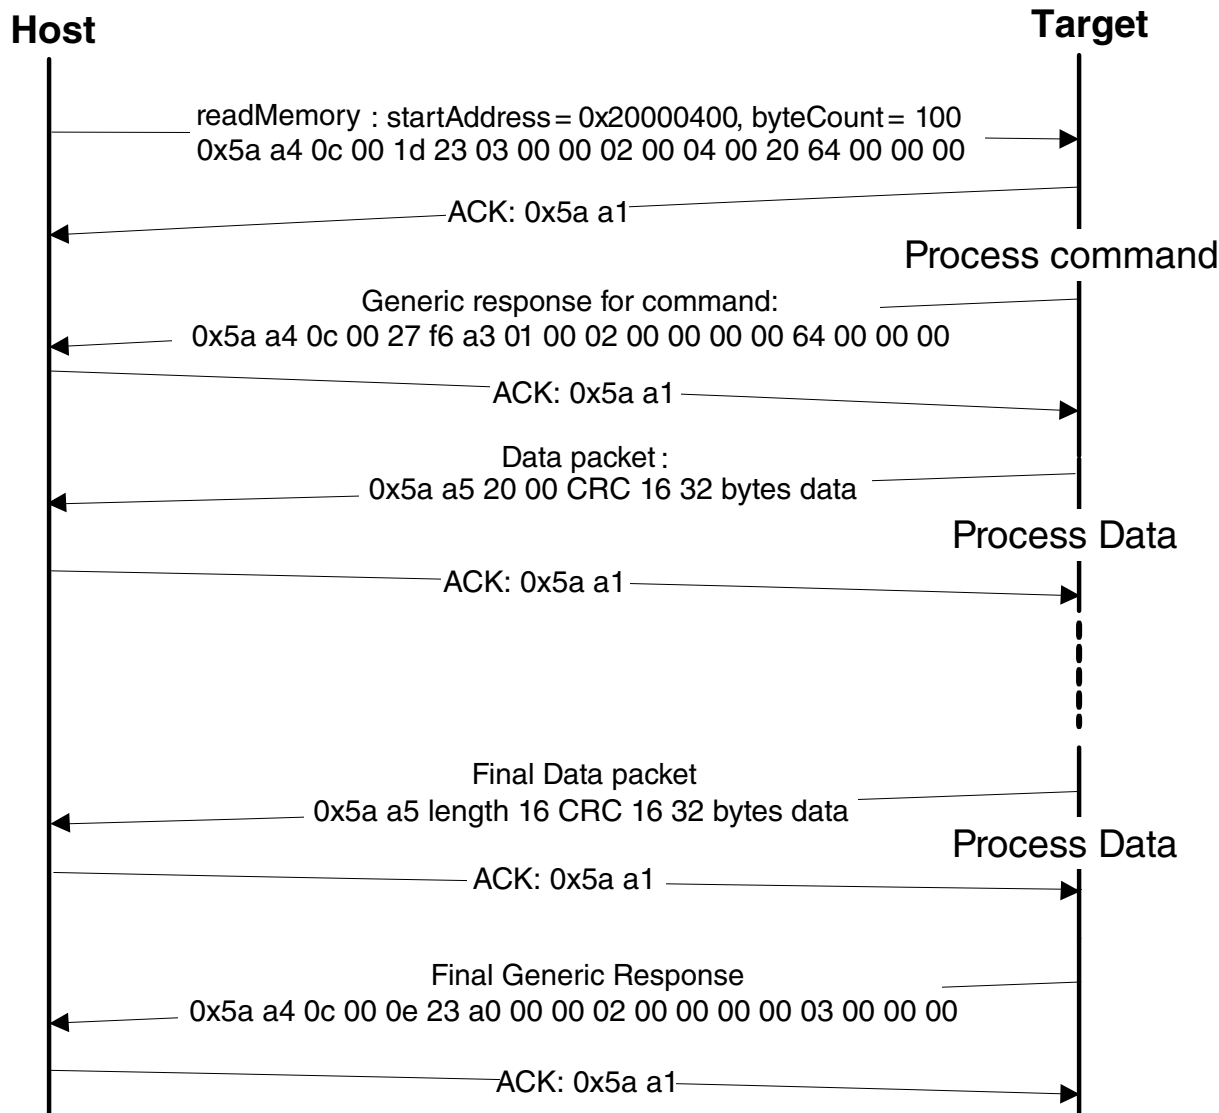 Host
Target
readMemory : startAddress = 0x20000400, byteCount = 100
0x5a a4 0c 00 1d 23 03 00 00 02 00 04 00 20 64 00 00 00
ACK: 0x5a a1
Process command
Generic response for command:
0x5a a4 0c 00 27 f6 a3 01 00 02 00 00 00 00 64 00 00 00
ACK: 0x5a a1
Data packet :
0x5a a5 20 00 CRC 16 32 bytes data
Process Data
ACK: 0x5a a1
Final Data packet
0x5a a5 length 16 CRC 16 32 bytes data
Process Data
ACK: 0x5a a1
Final Generic Response
0x5a a4 0c 00 0e 23 a0 00 00 02 00 00 00 00 03 00 00 00
ACK: 0x5a a1